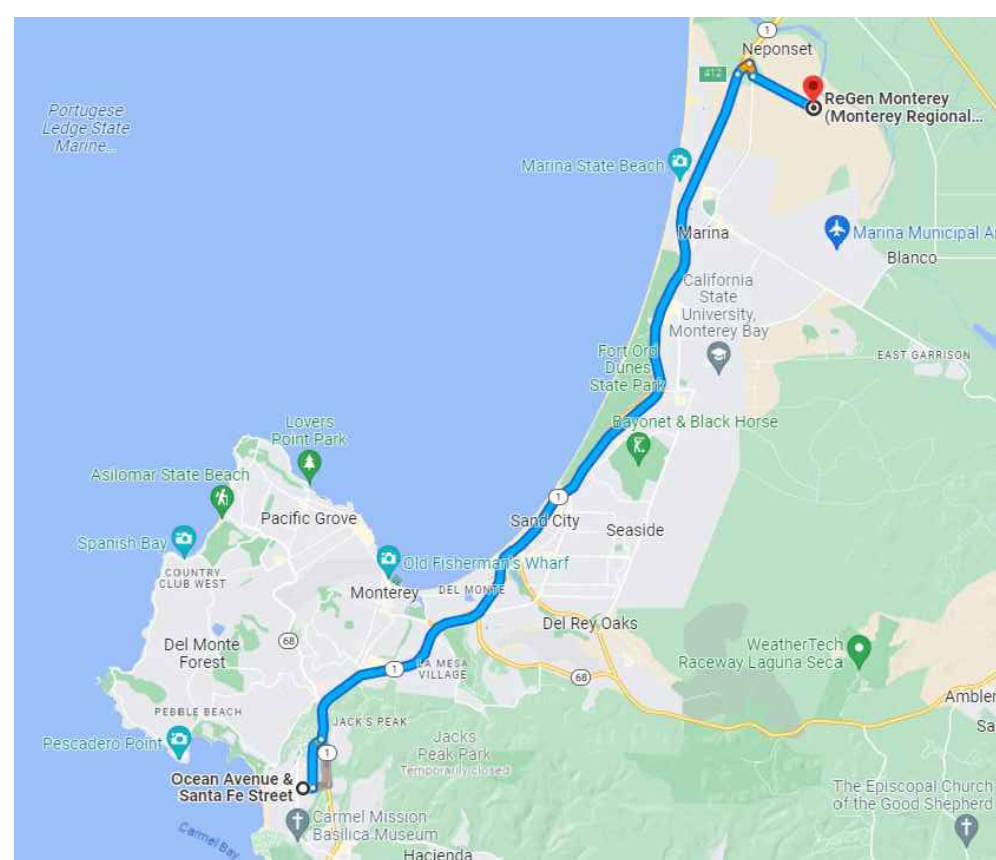 1
Neponset
412
ReGen Monterey
(Monterey Regional...
Portugese
Ledge State
Marine...
Marina State Beach
Marina
Marina Municipal A
Blanco
California
State
University,
Monterey Bay
EAST GARRISON
Fort Ord
Dunes
State Park
Bayonet & Black Horse
Lovers
Point Park
Asilomar State Beach
Pacific Grove
1
Sand City
Seaside
Spanish Bay
Old Fisherman's Wharf
COUNTRY
CLUB WEST
Monterey
DEL MONTE
Del Rey Oaks
68
Del Monte
Forest
WeatherTech
Raceway Laguna Seca
1
LA MESA
VILLAGE
68
Ambler
Sa
PEBBLE BEACH
JACK'S PEAK
Pescadero Point
1
Jacks
Peak Park
Temporarily closed
Ocean Avenue &
Santa Fe Street
The Episcopal Church
of the Good Shepherd
Carmel Mission
Basilica Museum
Carmel Bay
Hacienda